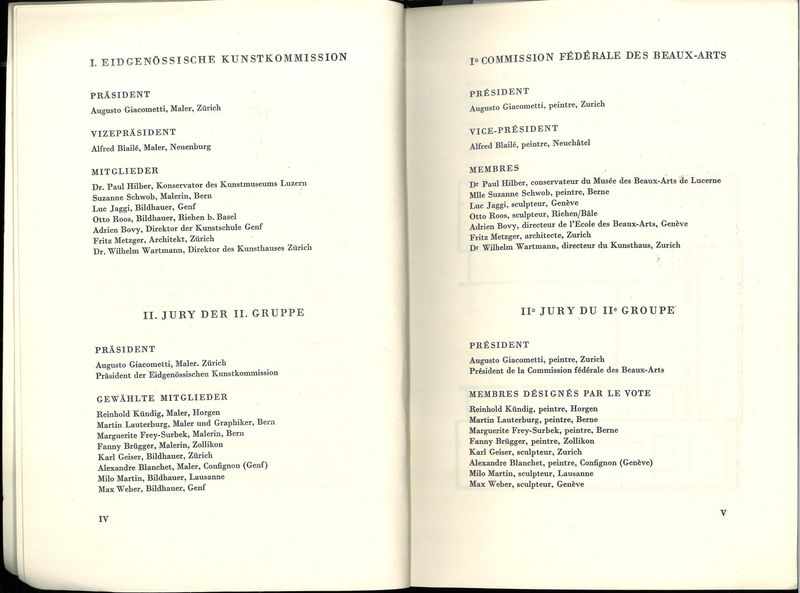 I. EIDGENÖSSISCHE KUNSTKOMMISSION
PRÄSIDENT
Augusto Giacometti, Maler, Zürich
VIZEPRÄSIDENT
Alfred Blailé, Maler, Neuenburg
MITGLIEDER
Dr. Paul Hilber, Konservator des Kunstmuseums Luzern
Suzanne Schwob, Malerin, Bern
Luc Jaggi, Bildhauer, Genf
Otto Roos, Bildhauer, Riehen b. Basel
Adrien Bovy, Direktor der Kunstschule Genf
Fritz Metzger, Architekt, Zürich
Dr. Wilhelm Wartmann, Direktor des Kunsthauses Zürich
II. JURY DER II. GRUPPE
PRÄSIDENT
Augusto Giacometti, Maler. Zürich
Präsident der Eidgenössischen Kunstkommission
GEWÄHLTE MITGLIEDER
Reinhold Kündig, Maler, Horgen
Martin Lauterburg, Maler und Graphiker, Bern
Marguerite Frey-Surbek, Malerin, Bern
Fanny Brügger, Malerin, Zollikon
Karl Geiser, Bildhauer, Zürich
Alexandre Blanchet, Maler, Confignon (Genf)
Milo Martin, Bildhauer, Lausanne
Max Weber, Bildhauer, Genf
IV
I° COMMISSION FÉDÉRALE DES BEAUX-ARTS
PRÉSIDENT
Augusto Giacometti, peintre, Zurich
VICE-PRÉSIDENT
Alfred Blailé, peintre, Neuchâtel
MEMBRES
Dr Paul Hilber, conservateur du Musée des Beaux-Arts de Lucerne
Mlle Suzanne Schwob, peintre, Berne
Luc Jaggi, sculpteur, Genève
Otto Roos, sculpteur, Riehen/Bâle
Adrien Bovy, directeur de l'Ecole des Beaux-Arts, Genève
Fritz Metzger, architecte, Zurich
Dr Wilhelm Wartmann, directeur du Kunsthaus, Zurich
II° JURY DU II° GROUPE
PRÉSIDENT
Augusto Giacometti, peintre, Zurich
Président de la Commission fédérale des Beaux-Arts
MEMBRES DÉSIGNÉS PAR LE VOTE
Reinhold Kündig, peintre, Horgen
Martin Lauterburg, peintre, Berne
Marguerite Frey-Surbek, peintre, Berne
Fanny Brügger, peintre, Zollikon
Karl Geiser, sculpteur, Zurich
Alexandre Blanchet, peintre, Confignon (Genève)
Milo Martin, sculpteur, Lausanne
Max Weber, sculpteur, Genève
V